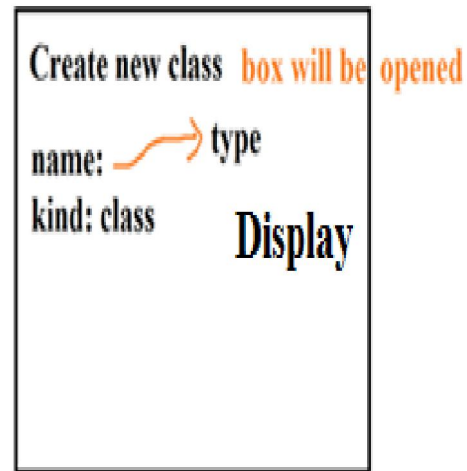 Create new class box will be opened
name: type
kind: class
Display